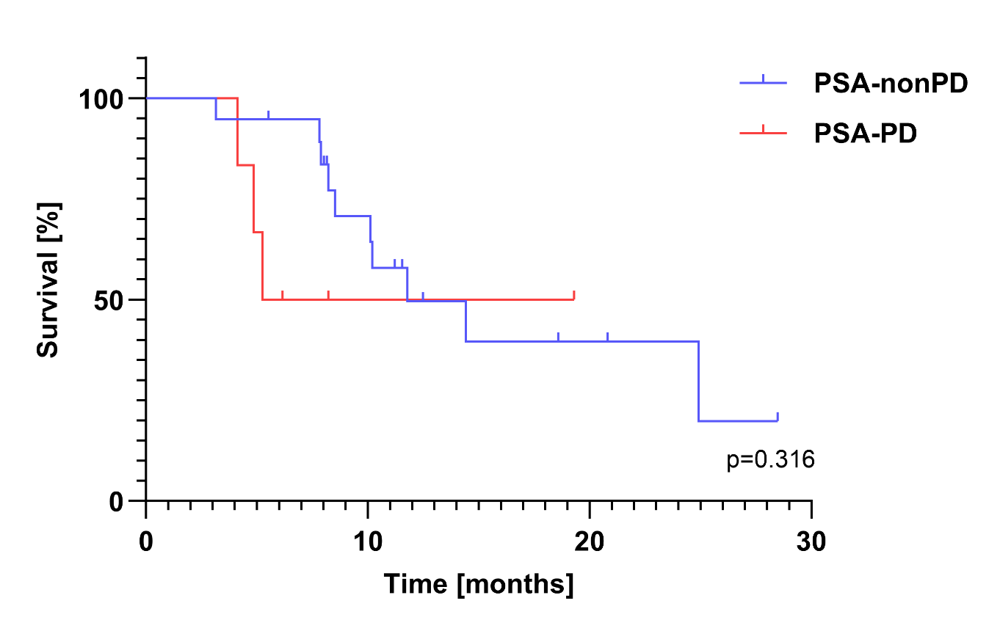 PSA-nonPD
PSA-PD
100
50
0
Survival [%]
p=0.316
0 10 20 30
Time [months]